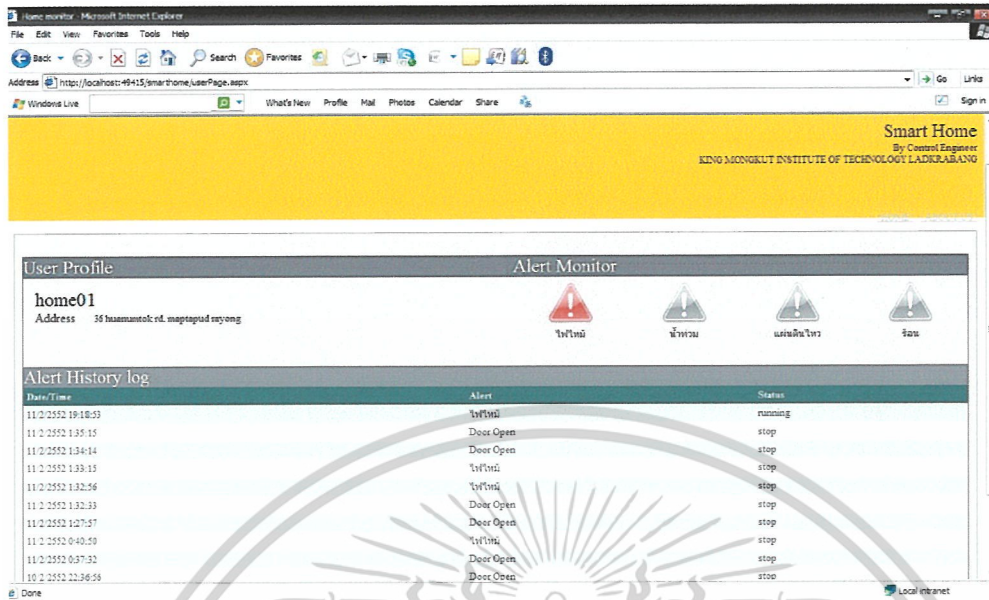 Home monitor - Microsoft Internet Explorer
File Edit View Favorites Tools Help
Back Search Favorites
Address http://localhost:49415/smarthome/userPage.aspx Go Links
Windows Live What's New Profile Mail Photos Calendar Share Sign in
Smart Home
By Control Engineer
KING MONGKUT INSTITUTE OF TECHNOLOGY LADKRABANG
User Profile Alert Monitor
home01
Address 36 huanumtok rd. maptapud rayong
ไฟไหม้ น้ำท่วม แผ่นดินไหว ร้อน
Alert History log
Date/Time Alert Status
11/2/2552 19:18:53 ไฟไหม้ running
11/2/2552 1:35:15 Door Open stop
11/2/2552 1:34:14 Door Open stop
11/2/2552 1:33:15 ไฟไหม้ stop
11/2/2552 1:32:56 ไฟไหม้ stop
11/2/2552 1:32:33 Door Open stop
11/2/2552 1:27:57 Door Open stop
11/2/2552 0:40:50 ไฟไหม้ stop
11/2/2552 0:37:32 Door Open stop
10/2/2552 22:36:56 Door Open stop
Done Local intranet